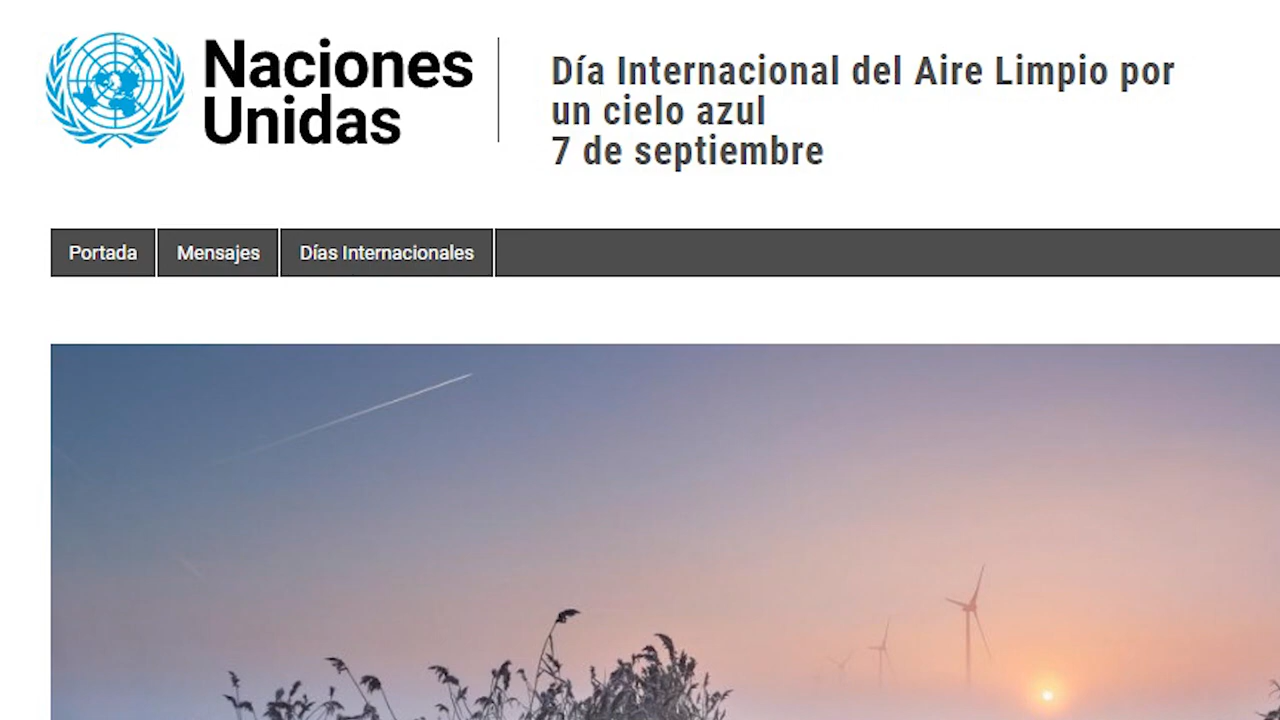 Naciones
Unidas
Día Internacional del Aire Limpio por
un cielo azul
7 de septiembre
Portada
Mensajes
Días Internacionales